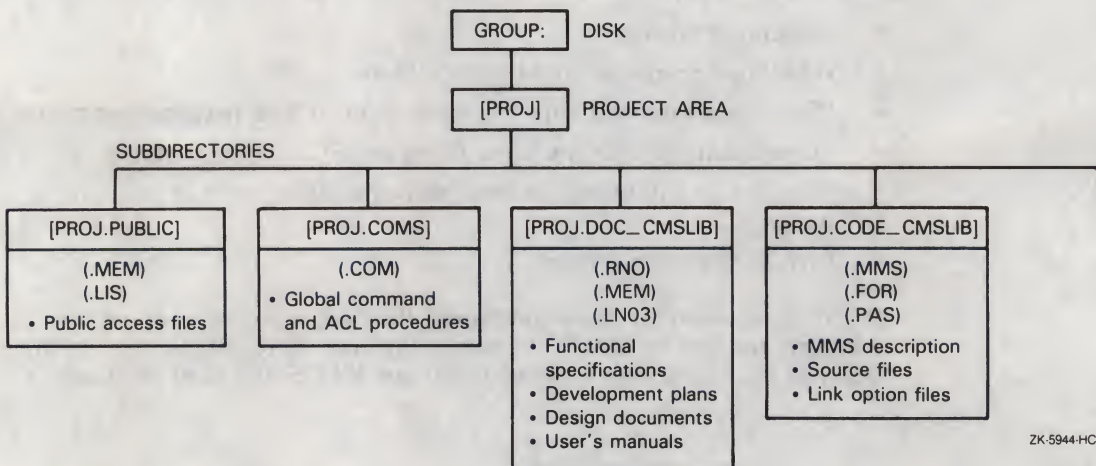 GROUP: DISK
[PROJ] PROJECT AREA
SUBDIRECTORIES
[PROJ.PUBLIC]
(.MEM)
(.LIS)
• Public access files
[PROJ.COMS]
(.COM)
• Global command
and ACL procedures
[PROJ.DOC_CMSLIB]
(.RNO)
(.MEM)
(.LN03)
• Functional
specifications
• Development plans
• Design documents
• User's manuals
[PROJ.CODE_CMSLIB]
(.MMS)
(.FOR)
(.PAS)
• MMS description
• Source files
• Link option files
ZK-5944-HC